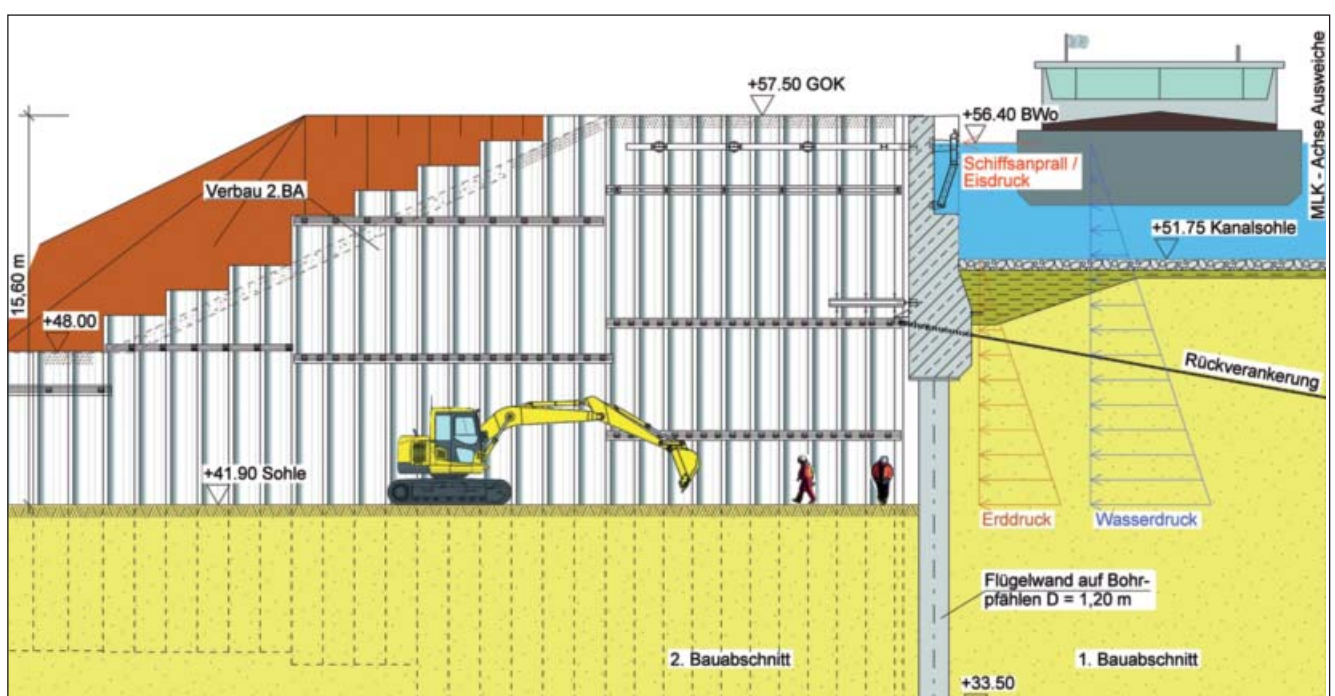 +57.50 GOK
+56.40 BWo
MLK - Achse Ausweiche
Schiffsanprall /
Eisdruck
Verbau 2.BA
+51.75 Kanalsohle
15,60 m
+48.00
Rückverankerung
+41.90 Sohle
Erddruck
Wasserdruck
Flügelwand auf Bohr-
pfählen D = 1,20 m
2. Bauabschnitt
1. Bauabschnitt
+33.50